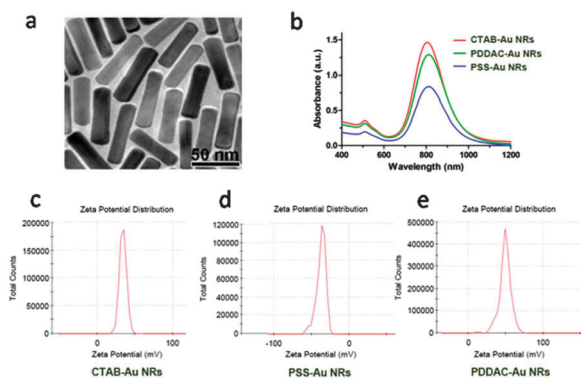 a
50 nm
b
CTAB-Au NRs
PDDAC-Au NRs
PSS-Au NRs
Absorbance (a.u.)
1.5
1.0
0.5
0.0
400 600 800 1000 1200
Wavelength (nm)
c
Zeta Potential Distribution
Total Counts
200000
150000
100000
50000
0
0 100
Zeta Potential (mV)
CTAB-Au NRs
d
Zeta Potential Distribution
Total Counts
120000
100000
80000
60000
40000
20000
0
-100 0
Zeta Potential (mV)
PSS-Au NRs
e
Zeta Potential Distribution
Total Counts
500000
400000
300000
200000
100000
0
0 100
Zeta Potential (mV)
PDDAC-Au NRs